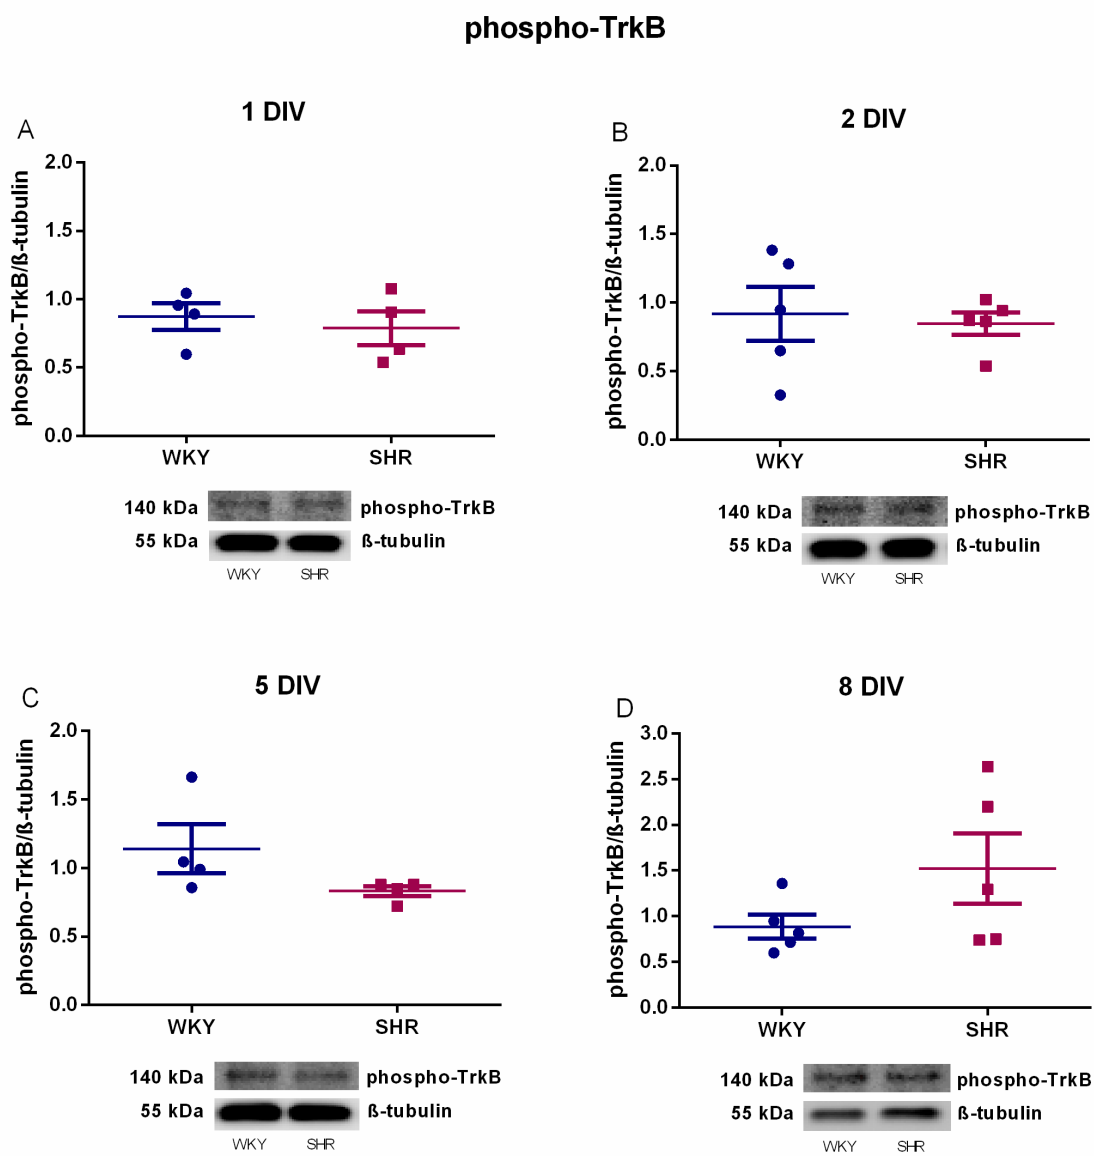 phospho-TrkB
A
1 DIV
phospho-TrkB/ß-tubulin
2.0
1.5
1.0
0.5
0.0
WKY SHR
140 kDa phospho-TrkB
55 kDa ß-tubulin
WKY SHR
B
2 DIV
phospho-TrkB/ß-tubulin
2.0
1.5
1.0
0.5
0.0
WKY SHR
140 kDa phospho-TrkB
55 kDa ß-tubulin
WKY SHR
C
5 DIV
phospho-TrkB/ß-tubulin
2.0
1.5
1.0
0.5
0.0
WKY SHR
140 kDa phospho-TrkB
55 kDa ß-tubulin
WKY SHR
D
8 DIV
phospho-TrkB/ß-tubulin
3.0
2.5
2.0
1.5
1.0
0.5
0.0
WKY SHR
140 kDa phospho-TrkB
55 kDa ß-tubulin
WKY SHR